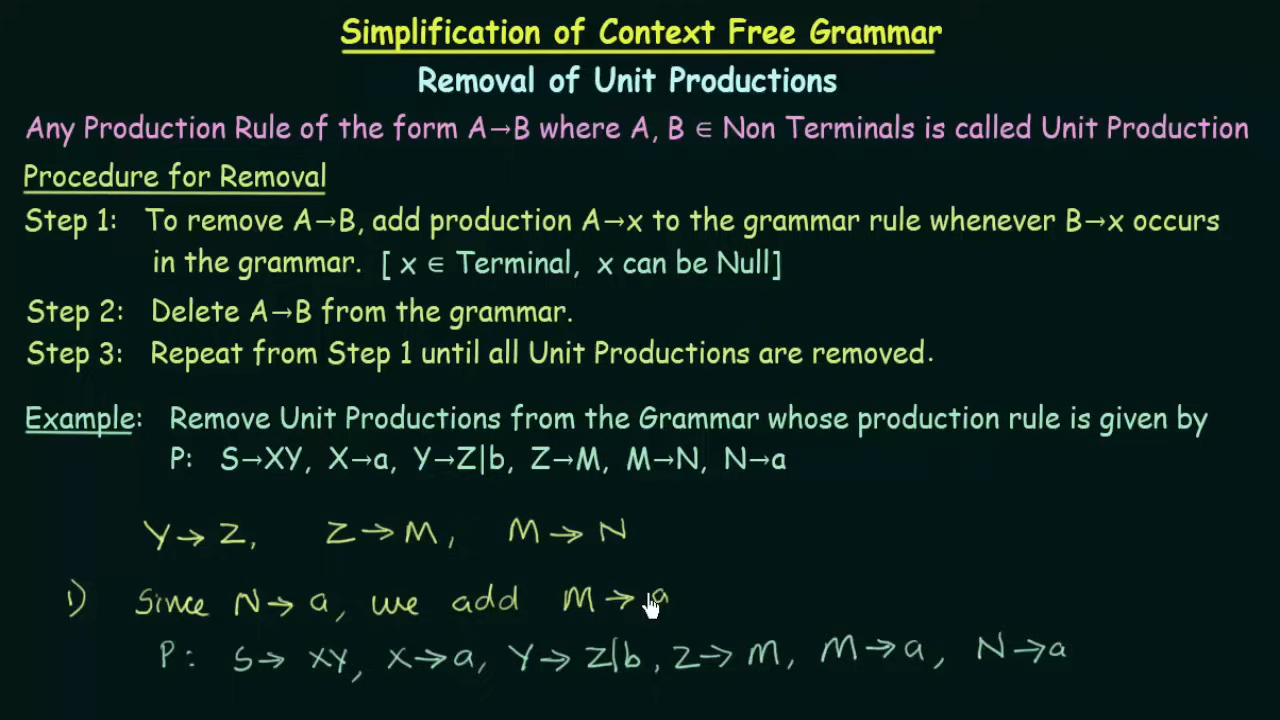 Simplification of Context Free Grammar
Removal of Unit Productions
Any Production Rule of the form A→B where A, B ∈ Non Terminals is called Unit Production
Procedure for Removal
Step 1: To remove A→B, add production A→x to the grammar rule whenever B→x occurs
in the grammar. [ x ∈ Terminal, x can be Null]
Step 2: Delete A→B from the grammar.
Step 3: Repeat from Step 1 until all Unit Productions are removed.
Example: Remove Unit Productions from the Grammar whose production rule is given by
P: S→XY, X→a, Y→Z|b, Z→M, M→N, N→a
Y → Z, Z → M, M → N
1) Since N → a, we add M → a
P: S → XY, X → a, Y → Z|b, Z → M, M → a, N → a